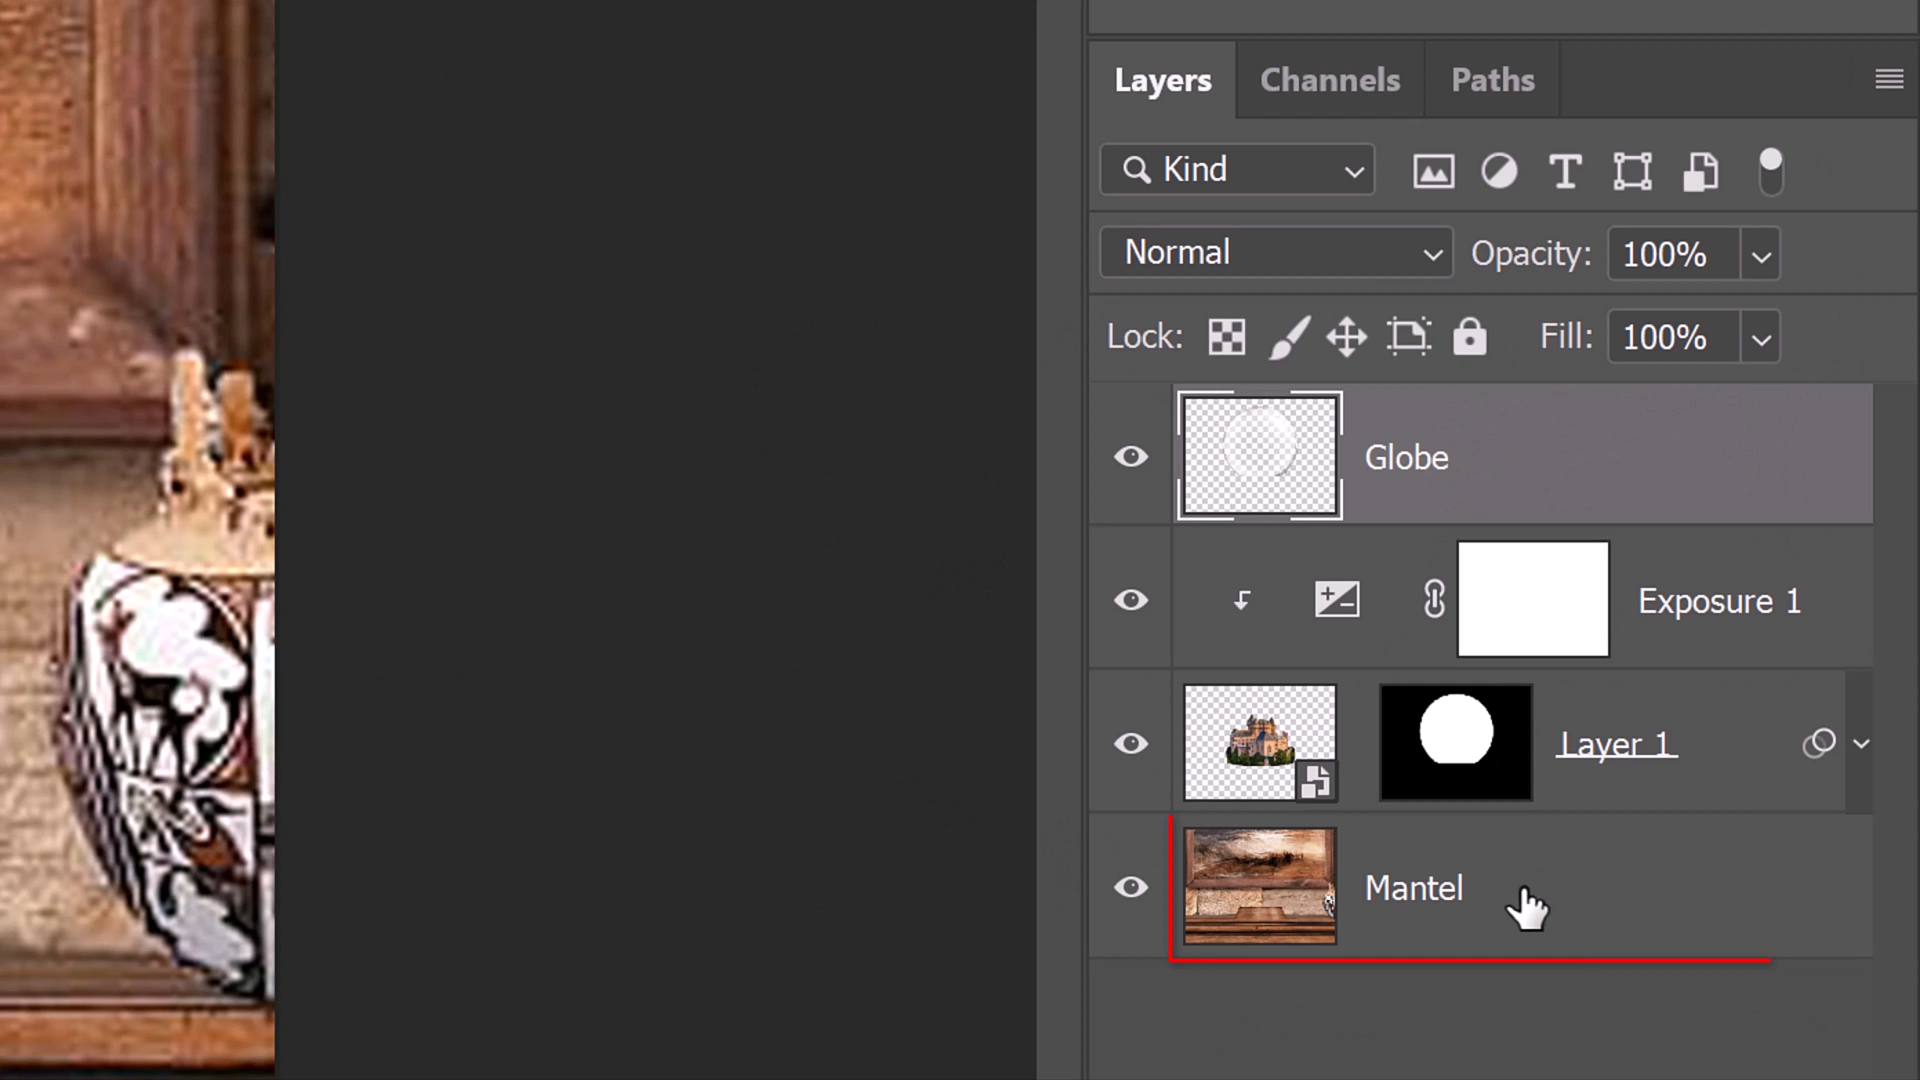 Layers Channels Paths
Kind
Normal Opacity: 100%
Lock: Fill: 100%
Globe
Exposure 1
Layer 1
Mantel